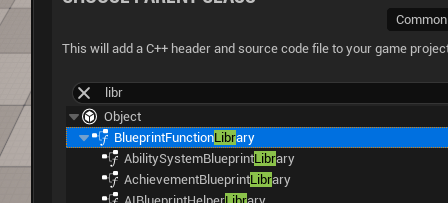 CHOOSE PARENT CLASS
Common
This will add a C++ header and source code file to your game project
libr
Object
BlueprintFunctionLibrary
AbilitySystemBlueprintLibrary
AchievementBlueprintLibrary
AIBlueprintHelperLibrary